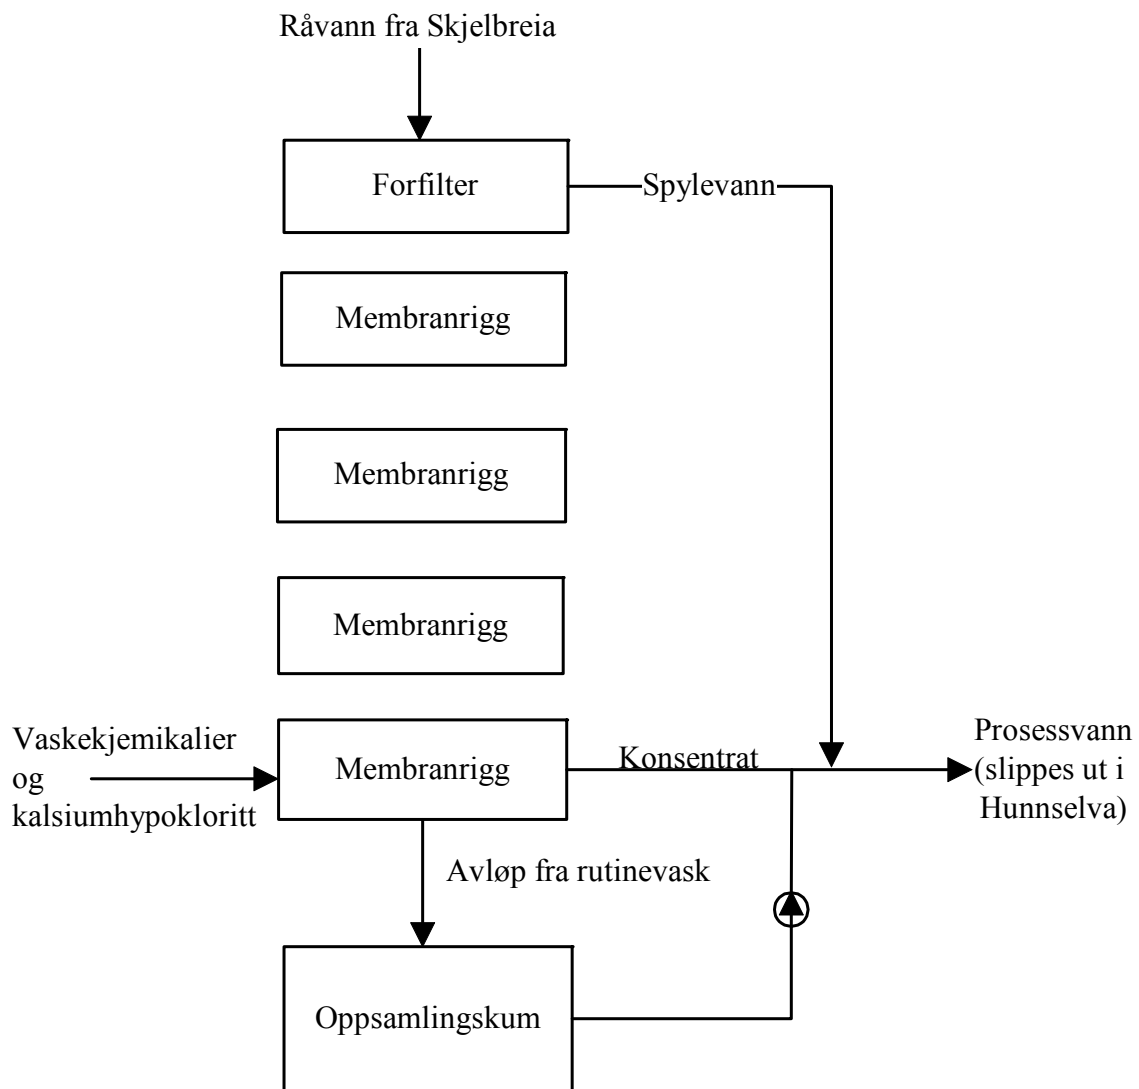 Råvann fra Skjelbreia
Forfilter
Spylevann
Membranrigg
Membranrigg
Membranrigg
Vaskekjemikalier
og
kalsiumhypokloritt
Membranrigg
Konsentrat
Prosessvann
(slippes ut i
Hunnselva)
Avløp fra rutinevask
Oppsamlingskum